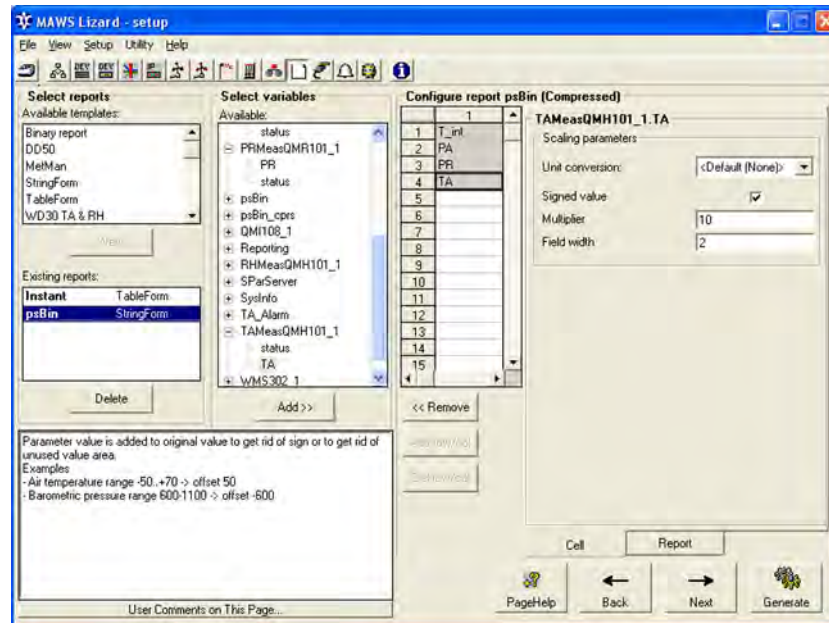 MAWS Lizard - setup
File View Setup Utility Help
Select reports
Available templates:
Binary report
DD50
MetMan
StringForm
TableForm
WD30 TA & RH
Existing reports:
Instant TableForm
psBin StringForm
Delete
Select variables
Available:
status
PRMeasQMR101_1
PR
status
psBin
psBin_cprs
QMI108_1
Reporting
RHMeasQMH101_1
SParServer
SysInfo
TA_Alarm
TAMeasQMH101_1
status
TA
WMS302_1
Add >>
Configure report psBin (Compressed)
1
1 T_int
2 PA
3 PR
4 TA
5
6
7
8
9
10
11
12
13
14
15
<< Remove
TAMeasQMH101_1.TA
Scaling parameters
Unit conversion: <Default (None)>
Signed value
Multiplier 10
Field width 2
Parameter value is added to original value to get rid of sign or to get rid of
unused value area.
Examples
- Air temperature range -50..+70 -> offset 50
- Barometric pressure range 600-1100 -> offset -600
User Comments on This Page...
Cell Report
PageHelp Back Next Generate